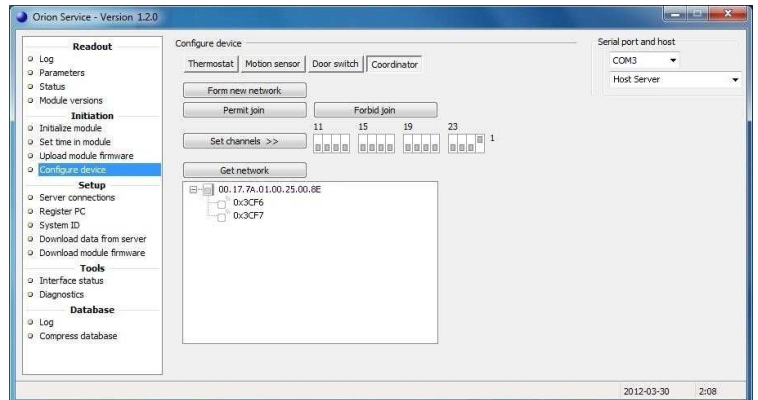 Orion Service - Version 1.2.0
Readout
Log
Parameters
Status
Module versions
Initiation
Initialize module
Set time in module
Upload module firmware
Configure device
Setup
Server connections
Register PC
System ID
Download data from server
Download module firmware
Tools
Interface status
Diagnostics
Database
Log
Compress database
Configure device
Thermostat Motion sensor Door switch Coordinator
Form new network
Permit join Forbid join
11 15 19 23
Set channels >> 1
Get network
00.17.7A.01.00.25.00.8E
0x3CF6
0x3CF7
Serial port and host
COM3
Host Server
2012-03-30 2:08